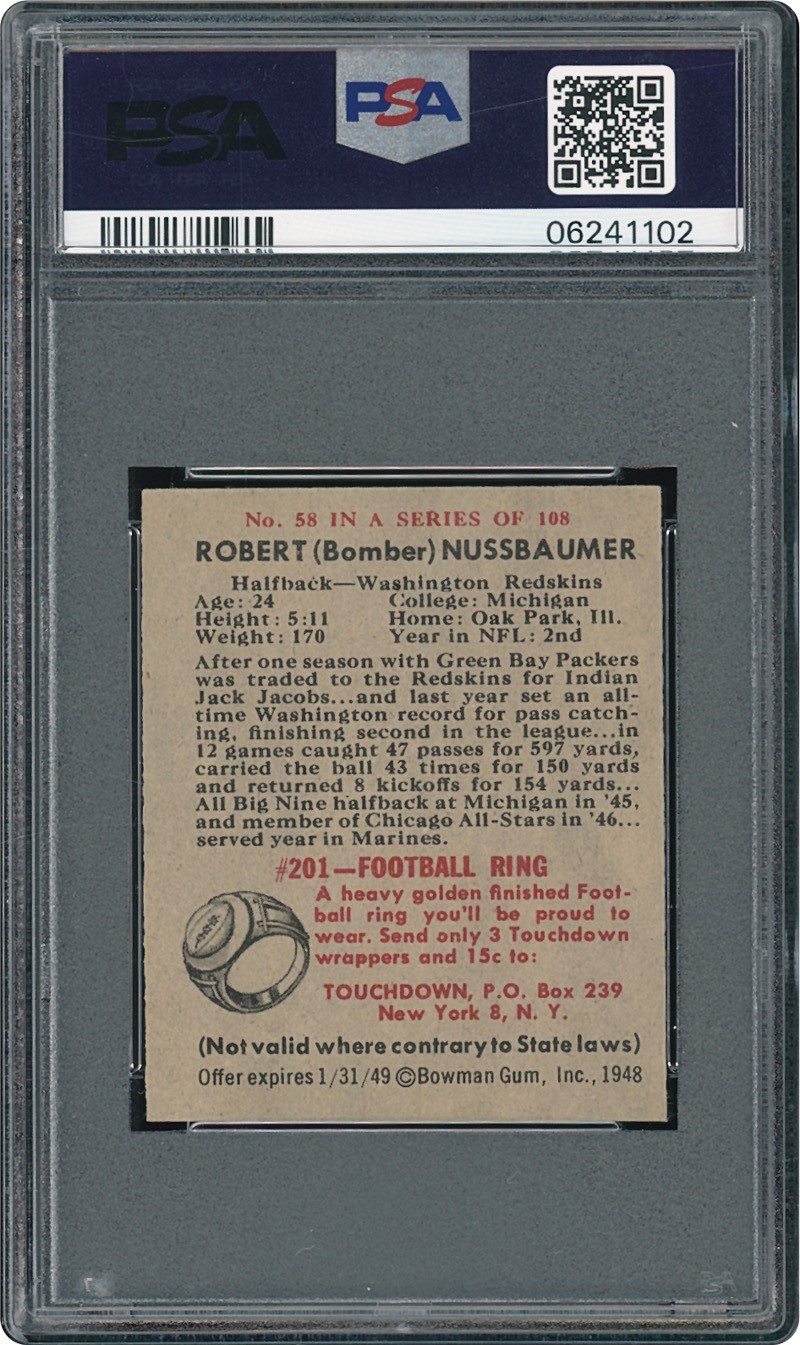 PSA
PSA
06241102
No. 58 IN A SERIES OF 108
ROBERT (Bomber) NUSSBAUMER
Halfback—Washington Redskins
Age: 24 College: Michigan
Height: 5:11 Home: Oak Park, Ill.
Weight: 170 Year in NFL: 2nd
After one season with Green Bay Packers
was traded to the Redskins for Indian
Jack Jacobs...and last year set an all-
time Washington record for pass catch-
ing, finishing second in the league...in
12 games caught 47 passes for 597 yards,
carried the ball 43 times for 150 yards
and returned 8 kickoffs for 154 yards...
All Big Nine halfback at Michigan in '45,
and member of Chicago All-Stars in '46...
served year in Marines.
#201—FOOTBALL RING
A heavy golden finished Foot-
ball ring you'll be proud to
wear. Send only 3 Touchdown
wrappers and 15c to:
TOUCHDOWN, P.O. Box 239
New York 8, N. Y.
(Not valid where contrary to State laws)
Offer expires 1/31/49 ©Bowman Gum, Inc., 1948